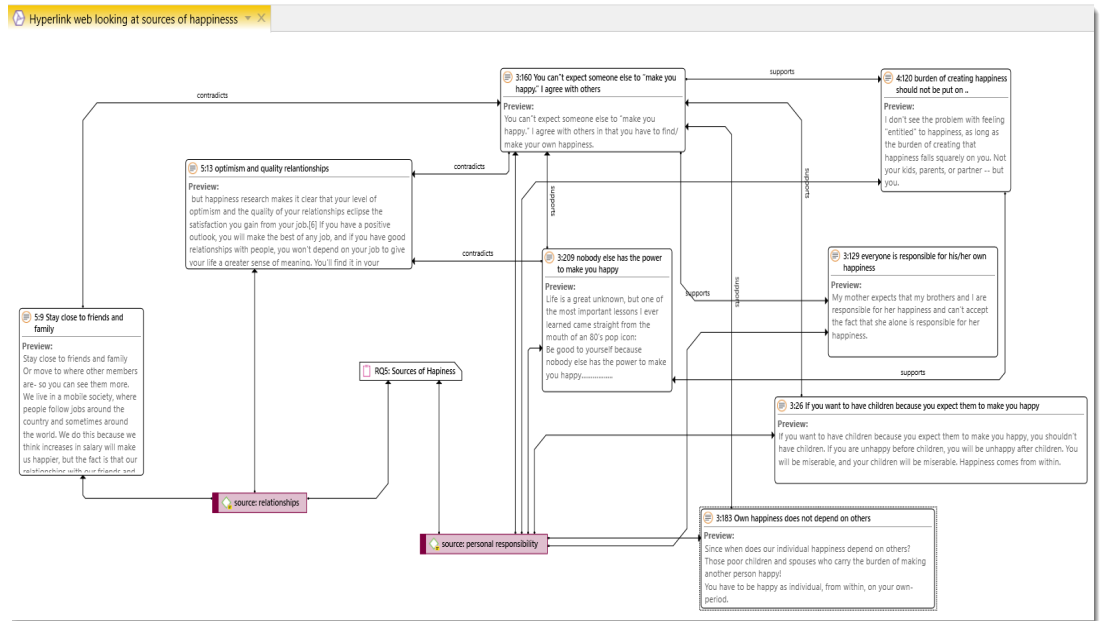 Hyperlink web looking at sources of happinesss
3:160 You can"t expect someone else to "make you
happy." I agree with others
Preview:
You can"t expect someone else to "make you
happy." I agree with others in that you have to find/
make your own happiness.
supports
4:120 burden of creating happiness
should not be put on ..
Preview:
I don't see the problem with feeling
"entitled" to happiness, as long as
the burden of creating that
happiness falls squarely on you. Not
your kids, parents, or partner -- but
you.
contradicts
contradicts
5:13 optimism and quality relantionships
Preview:
but happiness research makes it clear that your level of
optimism and the quality of your relationships eclipse the
satisfaction you gain from your job.[6] If you have a positive
outlook, you will make the best of any job, and if you have good
relationships with people, you won't depend on your job to give
your life a greater sense of meaning. You'll find it in your
supports
supports
contradicts
3:209 nobody else has the power
to make you happy
Preview:
Life is a great unknown, but one of
the most important lessons I ever
learned came straight from the
mouth of an 80's pop icon:
Be good to yourself because
nobody else has the power to make
you happy...............
3:129 everyone is responsible for his/her own
happiness
Preview:
My mother expects that my brothers and I are
responsible for her happiness and can't accept
the fact that she alone is responsible for her
happiness.
supports
supports
supports
5:9 Stay close to friends and
family
Preview:
Stay close to friends and family
Or move to where other members
are- so you can see them more.
We live in a mobile society, where
people follow jobs around the
country and sometimes around
the world. We do this because we
think increases in salary will make
us happier, but the fact is that our
relationships with our friends and
RQ5: Sources of Hapiness
3:26 If you want to have children because you expect them to make you happy
Preview:
If you want to have children because you expect them to make you happy, you shouldn't
have children. If you are unhappy before children, you will be unhappy after children. You
will be miserable, and your children will be miserable. Happiness comes from within.
source: relationships
source: personal responsibility
3:183 Own happiness does not depend on others
Preview:
Since when does our individual happiness depend on others?
Those poor children and spouses who carry the burden of making
another person happy!
You have to be happy as individual, from within, on your own-
period.